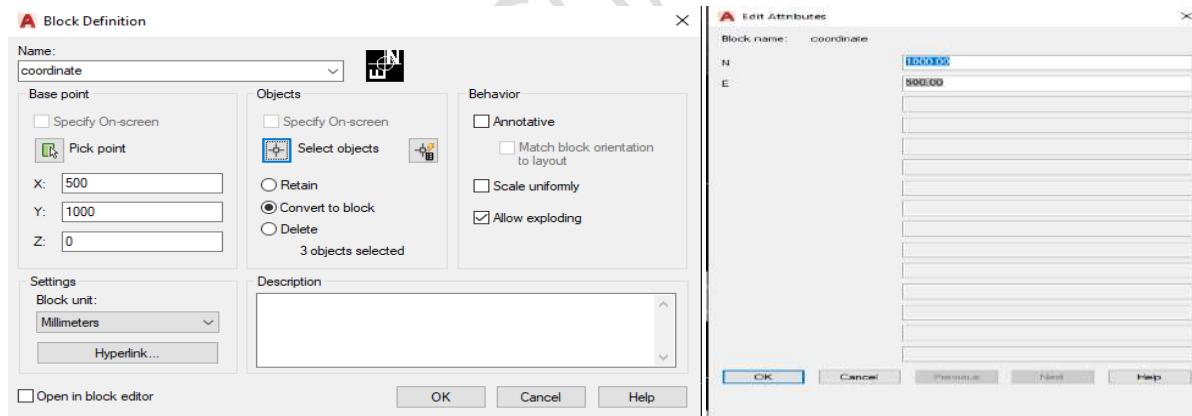 Block Definition
Name:
coordinate
Base point
Specify On-screen
Pick point
X: 500
Y: 1000
Z: 0
Objects
Specify On-screen
Select objects
Retain
Convert to block
Delete
3 objects selected
Behavior
Annotative
Match block orientation
to layout
Scale uniformly
Allow exploding
Settings
Block unit:
Millimeters
Hyperlink...
Description
Open in block editor
OK Cancel Help
Edit Attributes
Block name: coordinate
N 1000.00
E 500.00
OK Cancel Previous Next Help